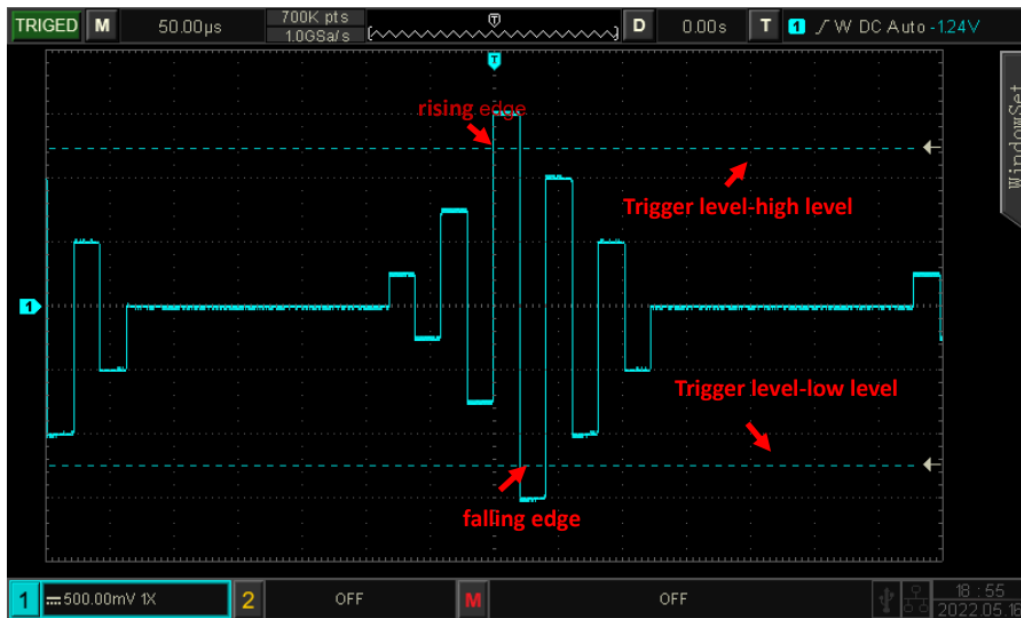 TRIGED M 50.00µs 700K pts D 0.00s T 1 W DC Auto -1.24V
1.0GSa/s
T
T
WindowSet
rising edge
Trigger level-high level
1
Trigger level-low level
falling edge
1 500.00mV 1X 2 OFF M OFF 18:55
2022.05.16